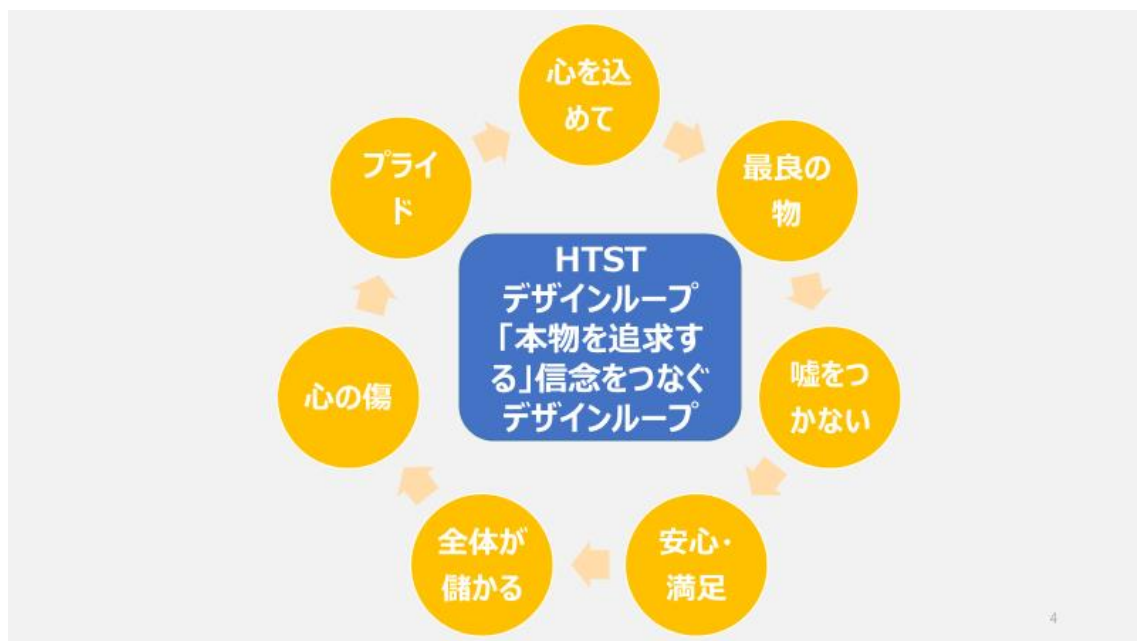 心を込
めて
最良の
物
嘘をつ
かない
安心・
満足
全体が
儲かる
心の傷
プライ
ド
HTST
デザインループ
「本物を追求す
る」信念をつなぐ
デザインループ
4